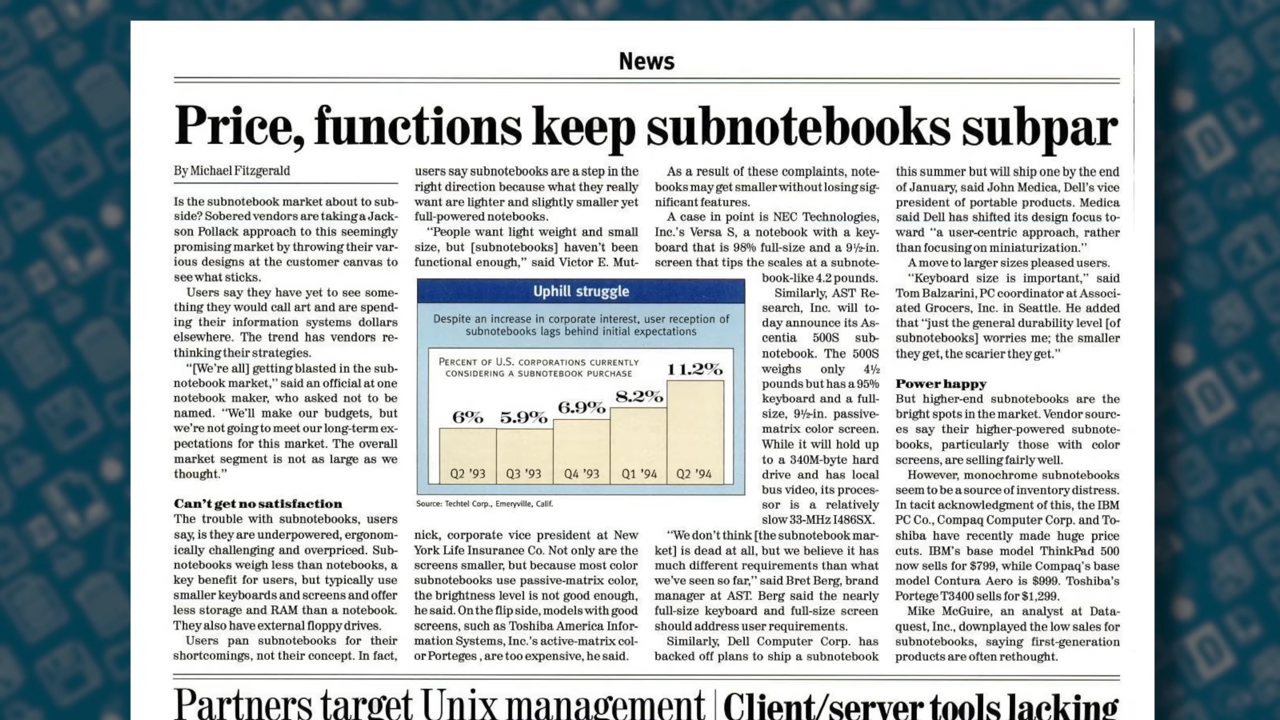 News
Price, functions keep subnotebooks subpar
By Michael Fitzgerald
Is the subnotebook market about to sub-
side? Sobered vendors are taking a Jack-
son Pollack approach to this seemingly
promising market by throwing their var-
ious designs at the customer canvas to
see what sticks.
Users say they have yet to see some-
thing they would call art and are spend-
ing their information systems dollars
elsewhere. The trend has vendors re-
thinking their strategies.
"[We're all] getting blasted in the sub-
notebook market," said an official at one
notebook maker, who asked not to be
named. "We'll make our budgets, but
we're not going to meet our long-term ex-
pectations for this market. The overall
market segment is not as large as we
thought."
Can't get no satisfaction
The trouble with subnotebooks, users
say, is they are underpowered, ergonom-
ically challenging and overpriced. Sub-
notebooks weigh less than notebooks, a
key benefit for users, but typically use
smaller keyboards and screens and offer
less storage and RAM than a notebook.
They also have external floppy drives.
Users pan subnotebooks for their
shortcomings, not their concept. In fact,
users say subnotebooks are a step in the
right direction because what they really
want are lighter and slightly smaller yet
full-powered notebooks.
"People want light weight and small
size, but [subnotebooks] haven't been
functional enough," said Victor E. Mut-
Uphill struggle
Despite an increase in corporate interest, user reception of
subnotebooks lags behind initial expectations
PERCENT OF U.S. CORPORATIONS CURRENTLY
CONSIDERING A SUBNOTEBOOK PURCHASE
6% 5.9% 6.9% 8.2% 11.2%
Q2 '93 Q3 '93 Q4 '93 Q1 '94 Q2 '94
Source: Techtel Corp., Emeryville, Calif.
nick, corporate vice president at New
York Life Insurance Co. Not only are the
screens smaller, but because most color
subnotebooks use passive-matrix color,
the brightness level is not good enough,
he said. On the flip side, models with good
screens, such as Toshiba America Infor-
mation Systems, Inc.'s active-matrix col-
or Porteges , are too expensive, he said.
As a result of these complaints, note-
books may get smaller without losing sig-
nificant features.
A case in point is NEC Technologies,
Inc.'s Versa S, a notebook with a key-
board that is 98% full-size and a 9½-in.
screen that tips the scales at a subnote-
book-like 4.2 pounds.
Similarly, AST Re-
search, Inc. will to-
day announce its As-
centia 500S sub-
notebook. The 500S
weighs only 4½
pounds but has a 95%
keyboard and a full-
size, 9½-in. passive-
matrix color screen.
While it will hold up
to a 340M-byte hard
drive and has local
bus video, its proces-
sor is a relatively
slow 33-MHz I486SX.
"We don't think [the subnotebook mar-
ket] is dead at all, but we believe it has
much different requirements than what
we've seen so far," said Bret Berg, brand
manager at AST. Berg said the nearly
full-size keyboard and full-size screen
should address user requirements.
Similarly, Dell Computer Corp. has
backed off plans to ship a subnotebook
this summer but will ship one by the end
of January, said John Medica, Dell's vice
president of portable products. Medica
said Dell has shifted its design focus to-
ward "a user-centric approach, rather
than focusing on miniaturization."
A move to larger sizes pleased users.
"Keyboard size is important," said
Tom Balzarini, PC coordinator at Associ-
ated Grocers, Inc. in Seattle. He added
that "just the general durability level [of
subnotebooks] worries me; the smaller
they get, the scarier they get."
Power happy
But higher-end subnotebooks are the
bright spots in the market. Vendor sourc-
es say their higher-powered subnote-
books, particularly those with color
screens, are selling fairly well.
However, monochrome subnotebooks
seem to be a source of inventory distress.
In tacit acknowledgment of this, the IBM
PC Co., Compaq Computer Corp. and To-
shiba have recently made huge price
cuts. IBM's base model ThinkPad 500
now sells for $799, while Compaq's base
model Contura Aero is $999. Toshiba's
Portege T3400 sells for $1,299.
Mike McGuire, an analyst at Data-
quest, Inc., downplayed the low sales for
subnotebooks, saying first-generation
products are often rethought.
Partners target Unix management
Client/server tools lacking